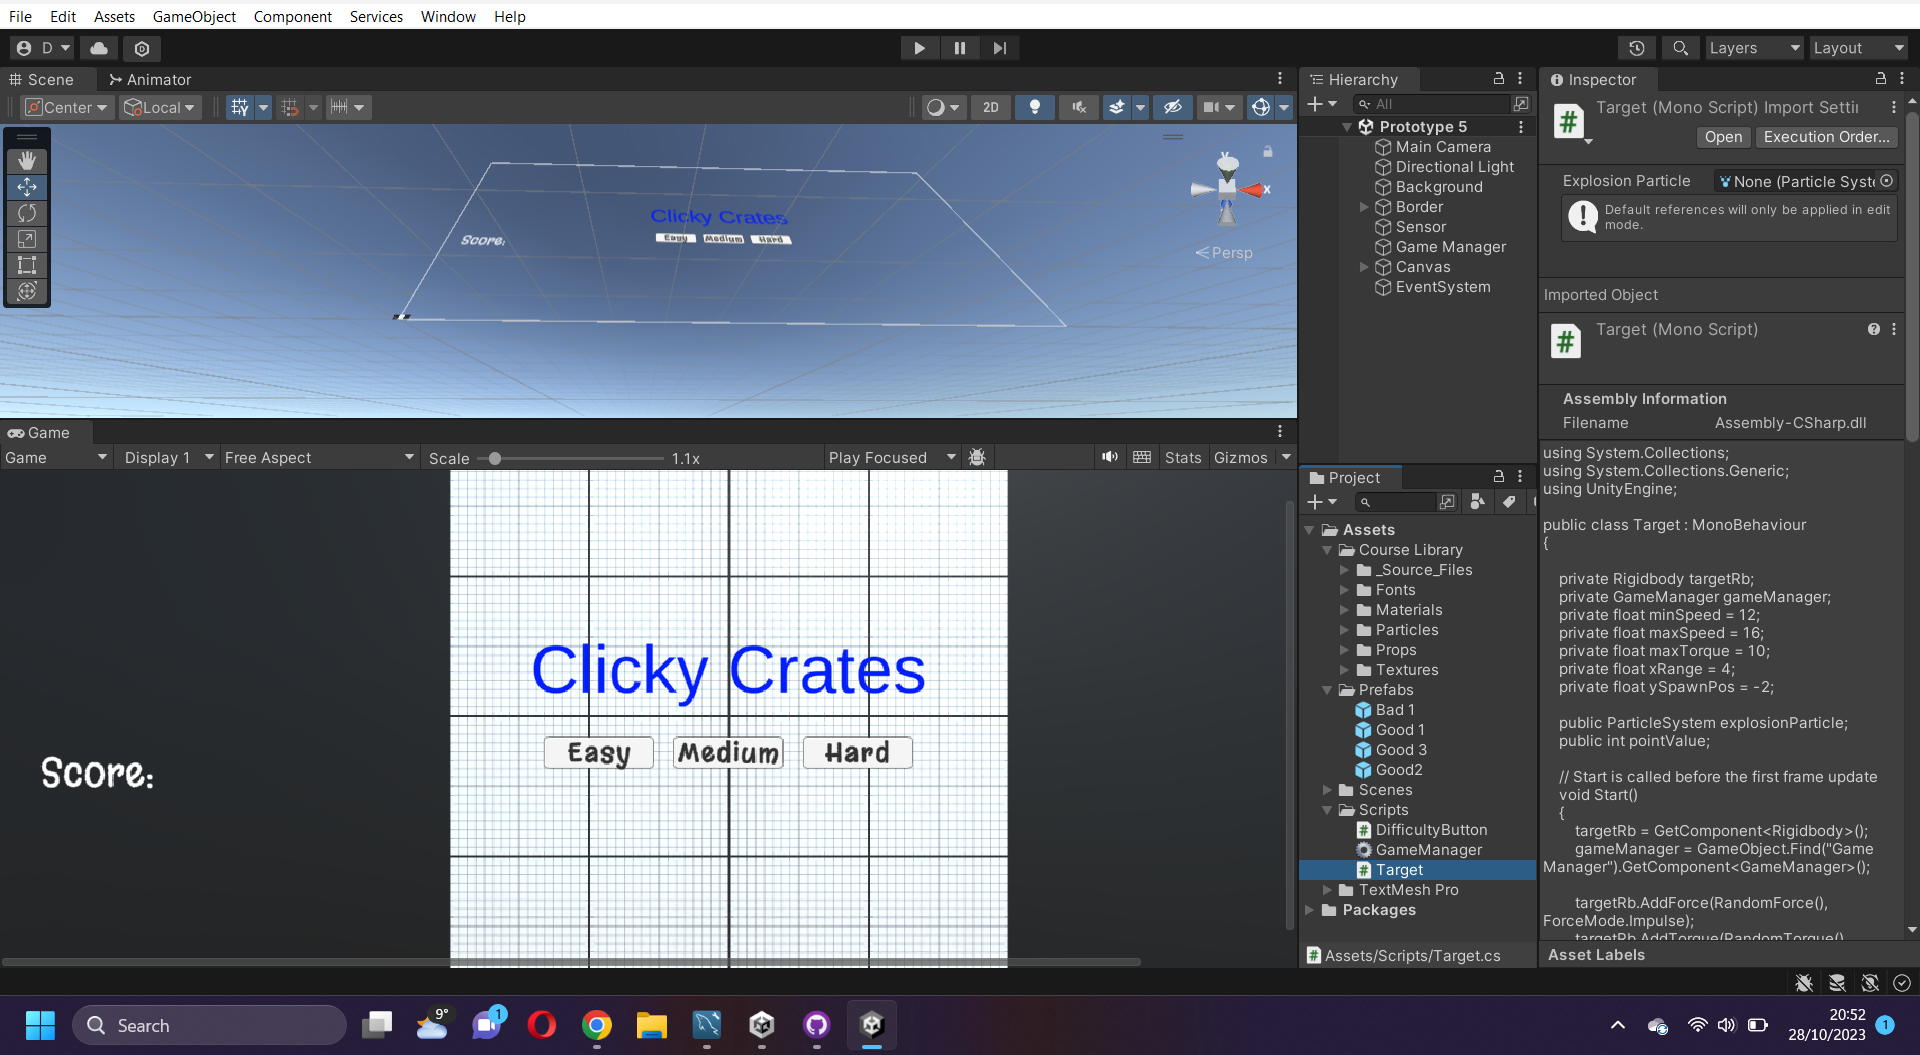 File Edit Assets GameObject Component Services Window Help
D
Layers Layout
Scene Animator
Center Local
2D
Clicky Crates
Score:
Easy Medium Hard
y
x
Persp
Game
Game Display 1 Free Aspect Scale 1.1x Play Focused Stats Gizmos
Clicky Crates
Easy Medium Hard
Score:
Hierarchy
All
Prototype 5
Main Camera
Directional Light
Background
Border
Sensor
Game Manager
Canvas
EventSystem
Project
Assets
Course Library
_Source_Files
Fonts
Materials
Particles
Props
Textures
Prefabs
Bad 1
Good 1
Good 3
Good2
Scenes
Scripts
DifficultyButton
GameManager
Target
TextMesh Pro
Packages
Assets/Scripts/Target.cs
Inspector
Target (Mono Script) Import Settin
Open Execution Order...
Explosion Particle None (Particle Syste
Default references will only be applied in edit
mode.
Imported Object
Target (Mono Script)
Assembly Information
Filename Assembly-CSharp.dll
using System.Collections;
using System.Collections.Generic;
using UnityEngine;
public class Target : MonoBehaviour
{
private Rigidbody targetRb;
private GameManager gameManager;
private float minSpeed = 12;
private float maxSpeed = 16;
private float maxTorque = 10;
private float xRange = 4;
private float ySpawnPos = -2;
public ParticleSystem explosionParticle;
public int pointValue;
// Start is called before the first frame update
void Start()
{
targetRb = GetComponent<Rigidbody>();
gameManager = GameObject.Find("Game
Manager").GetComponent<GameManager>();
targetRb.AddForce(RandomForce(),
ForceMode.Impulse);
targetRb.AddTorque(RandomTorque(),
Asset Labels
Search
9°
1
20:52
28/10/2023
1